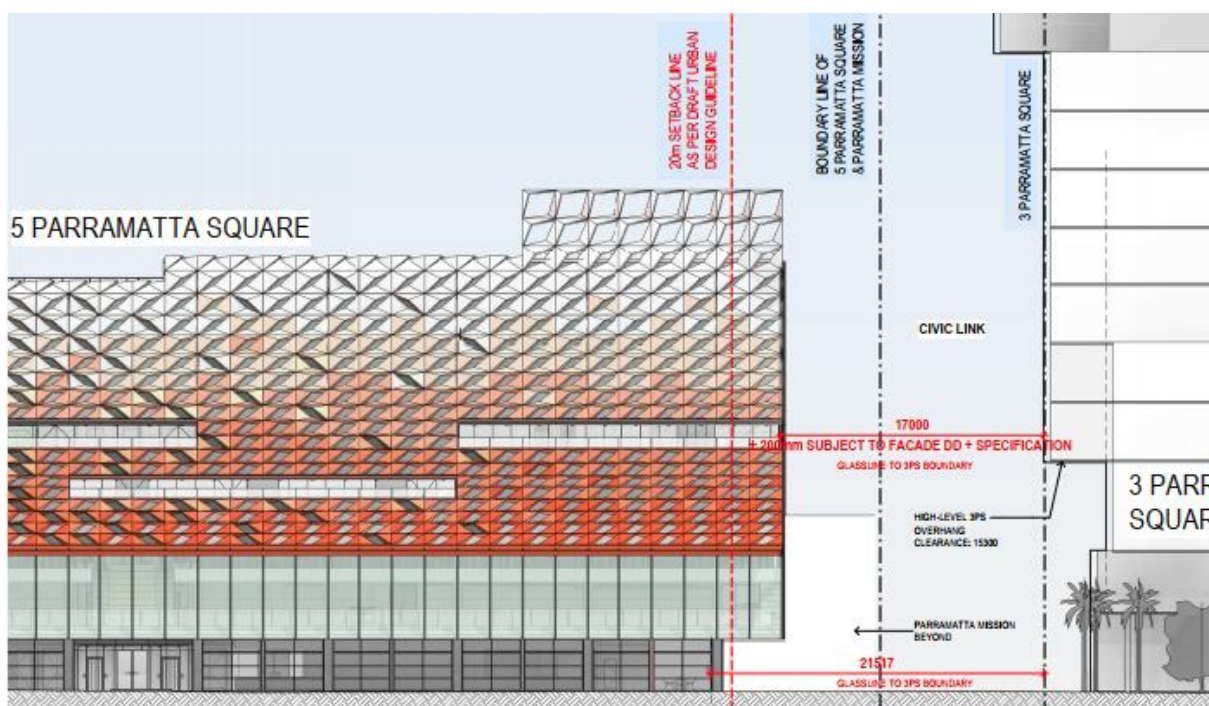 20m SETBACK LINE
AS PER DRAFT URBAN
DESIGN GUIDELINE
BOUNDARY LINE OF
5 PARRAMATTA SQUARE
& PARRAMATTA MISSION
3 PARRAMATTA SQUARE
5 PARRAMATTA SQUARE
CIVIC LINK
17000
+ 200mm SUBJECT TO FACADE DD + SPECIFICATION
GLASSLINE TO 3PS BOUNDARY
3 PARR
SQUAR
HIGH-LEVEL 3PS
OVERHANG
CLEARANCE: 15300
PARRAMATTA MISSION
BEYOND
21517
GLASSLINE TO 3PS BOUNDARY